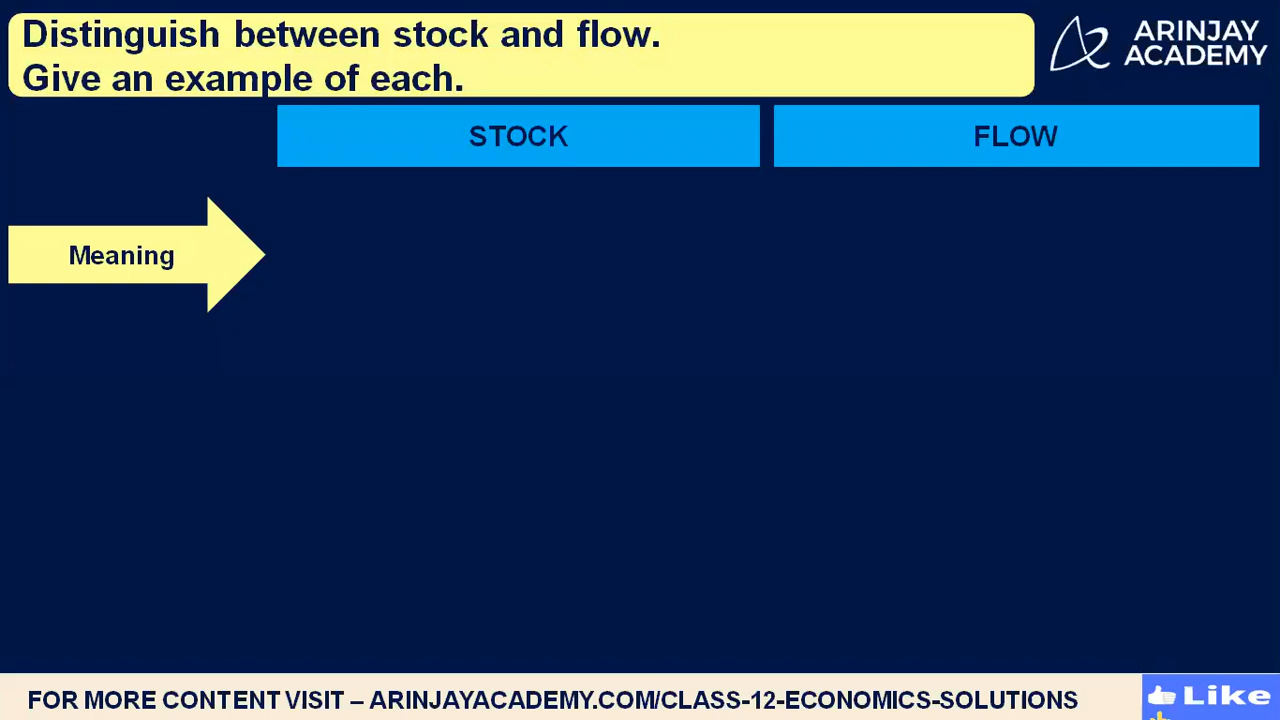 Distinguish between stock and flow.
Give an example of each.
ARINJAY
ACADEMY
STOCK
FLOW
Meaning
FOR MORE CONTENT VISIT – ARINJAYACADEMY.COM/CLASS-12-ECONOMICS-SOLUTIONS
Like